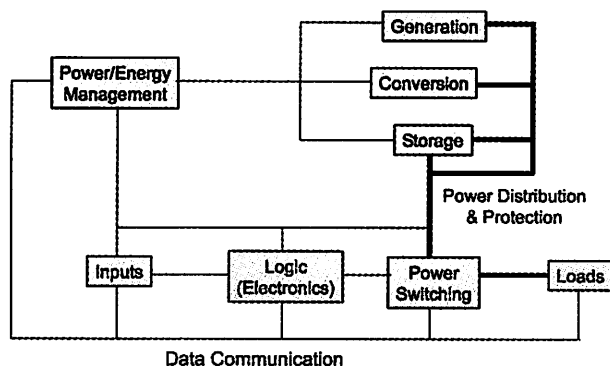 Generation
Power/Energy
Management
Conversion
Storage
Power Distribution
& Protection
Inputs
Logic
(Electronics)
Power
Switching
Loads
Data Communication